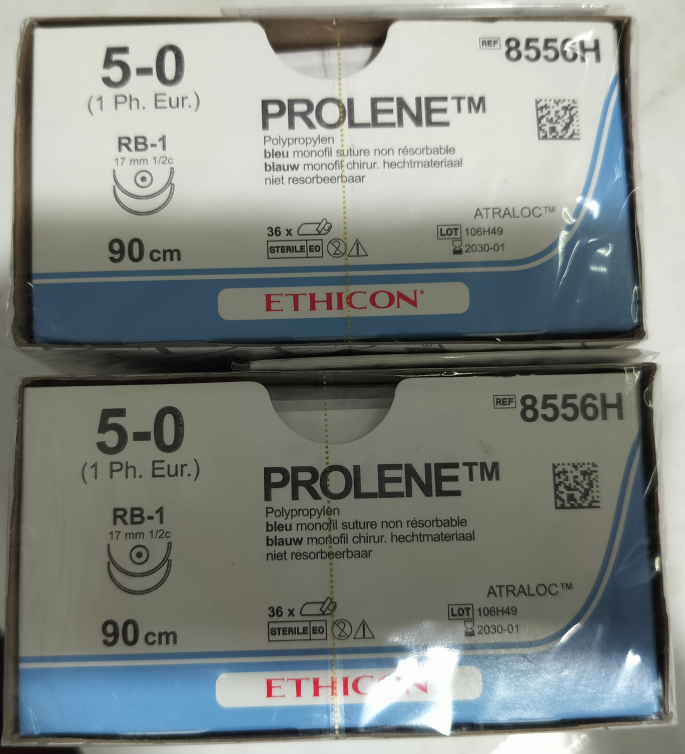 5-0
(1 Ph. Eur.)
REF 8556H
PROLENE™
Polypropylen
bleu monofil suture non résorbable
blauw monofil chirur. hechtmateriaal
niet resorbeerbaar
RB-1
17 mm 1/2c
90 cm
36 x
STERILE EO
2
ATRALOC™
LOT 106H49
2030-01
ETHICON*
5-0
(1 Ph. Eur.)
REF 8556H
PROLENE™
Polypropylen
bleu monofil suture non résorbable
blauw monofil chirur. hechtmateriaal
niet resorbeerbaar
RB-1
17 mm 1/2c
90 cm
36 x
STERILE EO
2
ATRALOC™
LOT 106H49
2030-01
ETHICON